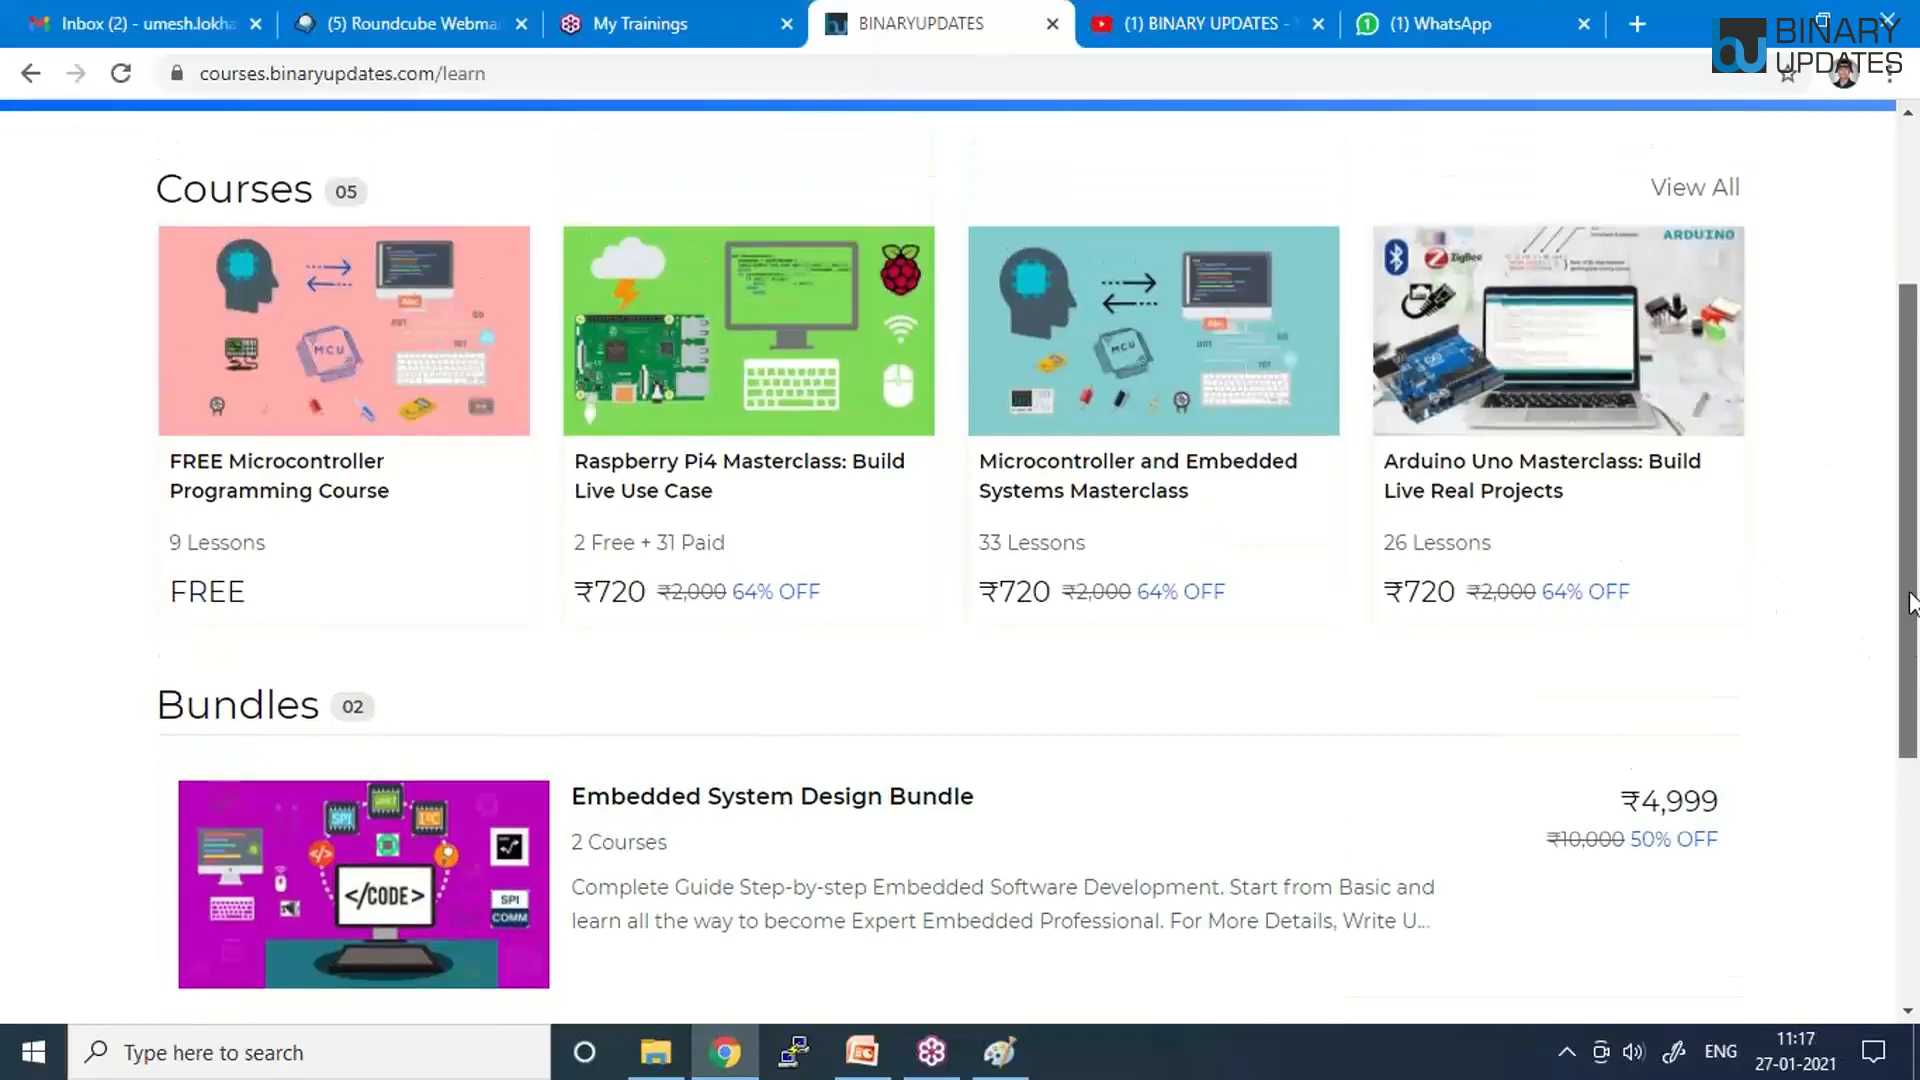 Inbox (2) - umesh.lokha
(5) Roundcube Webma
My Trainings
BINARYUPDATES
(1) BINARY UPDATES -
(1) WhatsApp
BINARY
UPDATES
courses.binaryupdates.com/learn
Courses 05
View All
MCU
MCU
ARDUINO
ZigBee
FREE Microcontroller
Programming Course
9 Lessons
FREE
Raspberry Pi4 Masterclass: Build
Live Use Case
2 Free + 31 Paid
₹720 ₹2,000 64% OFF
Microcontroller and Embedded
Systems Masterclass
33 Lessons
₹720 ₹2,000 64% OFF
Arduino Uno Masterclass: Build
Live Real Projects
26 Lessons
₹720 ₹2,000 64% OFF
Bundles 02
SPI
I2C
</>
</CODE>
SPI
COMM
Embedded System Design Bundle
2 Courses
Complete Guide Step-by-step Embedded Software Development. Start from Basic and
learn all the way to become Expert Embedded Professional. For More Details, Write U...
₹4,999
₹10,000 50% OFF
Type here to search
ENG
11:17
27-01-2021